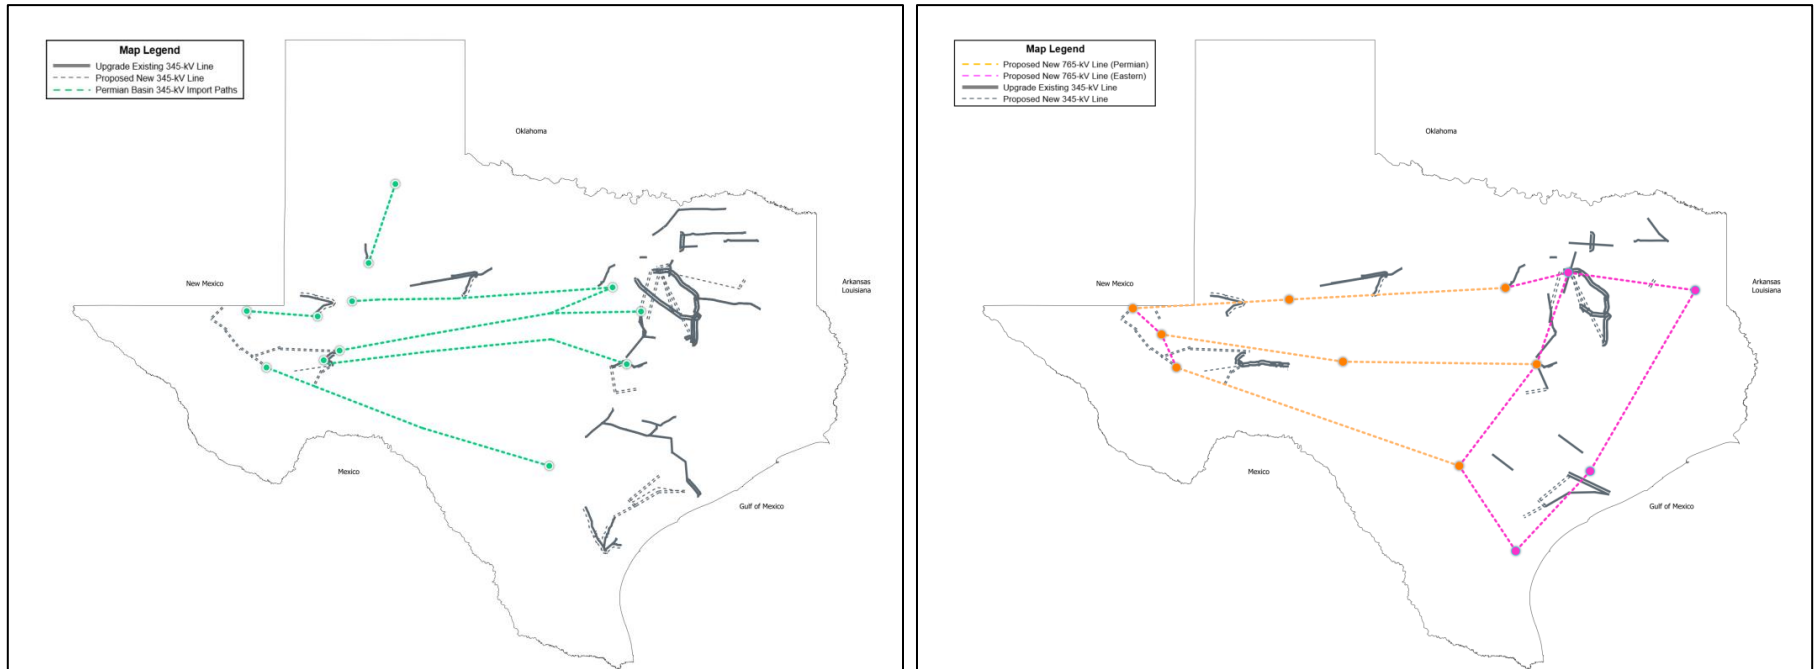 Map Legend
Upgrade Existing 345-kV Line
Proposed New 345-kV Line
Permian Basin 345-kV Import Paths
Oklahoma
New Mexico
Arkansas
Louisiana
Mexico
Gulf of Mexico
Map Legend
Proposed New 765-kV Line (Permian)
Proposed New 765-kV Line (Eastern)
Upgrade Existing 345-kV Line
Proposed New 345-kV Line
Oklahoma
New Mexico
Arkansas
Louisiana
Mexico
Gulf of Mexico